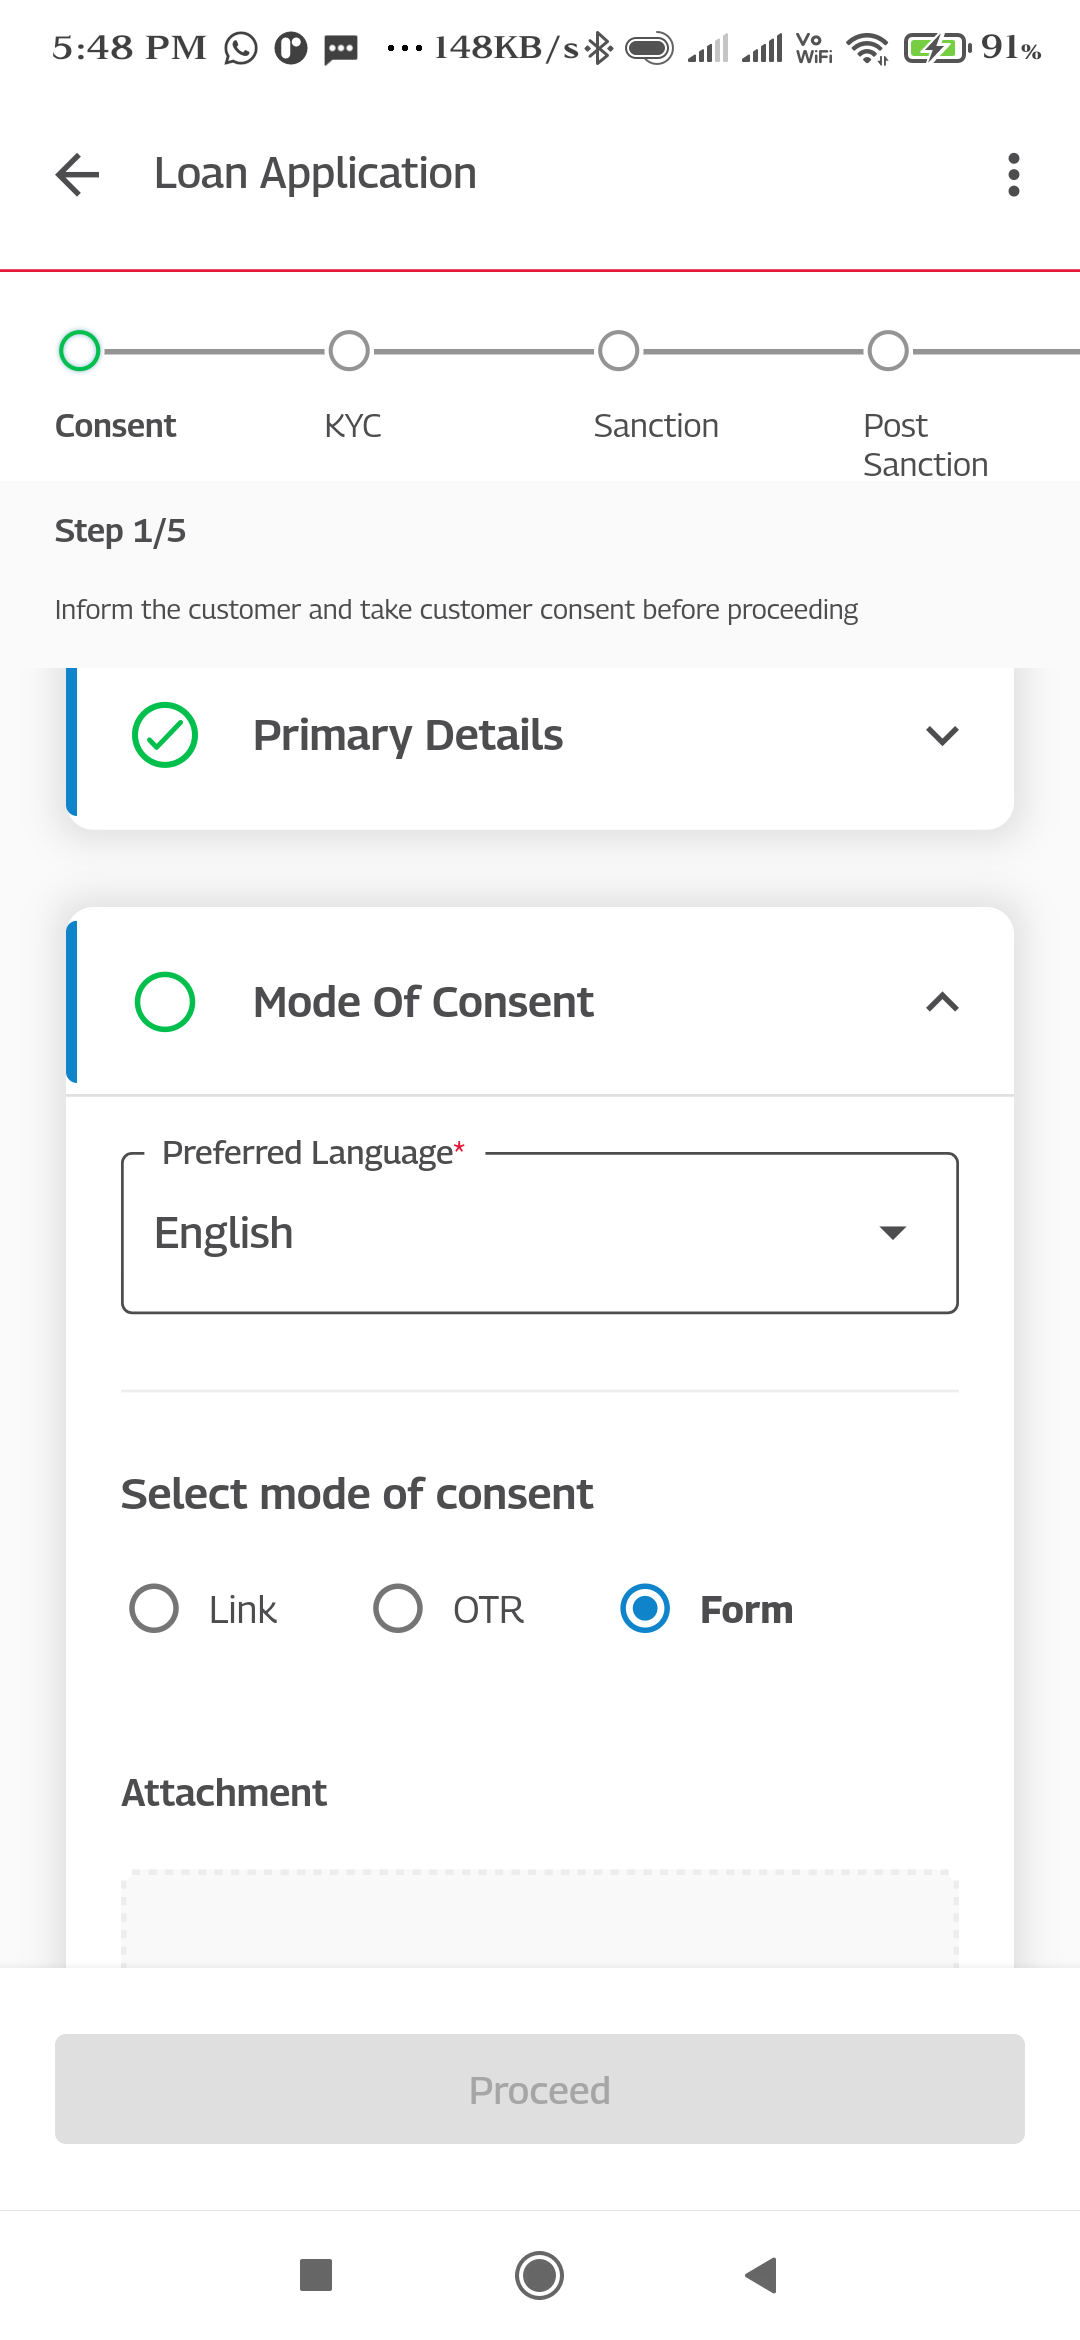 5:48 PM ... 148KB/s Vo WiFi 91%
Loan Application
Consent KYC Sanction Post Sanction
Step 1/5
Inform the customer and take customer consent before proceeding
Primary Details
Mode Of Consent
Preferred Language*
English
Select mode of consent
Link OTR Form
Attachment
Proceed